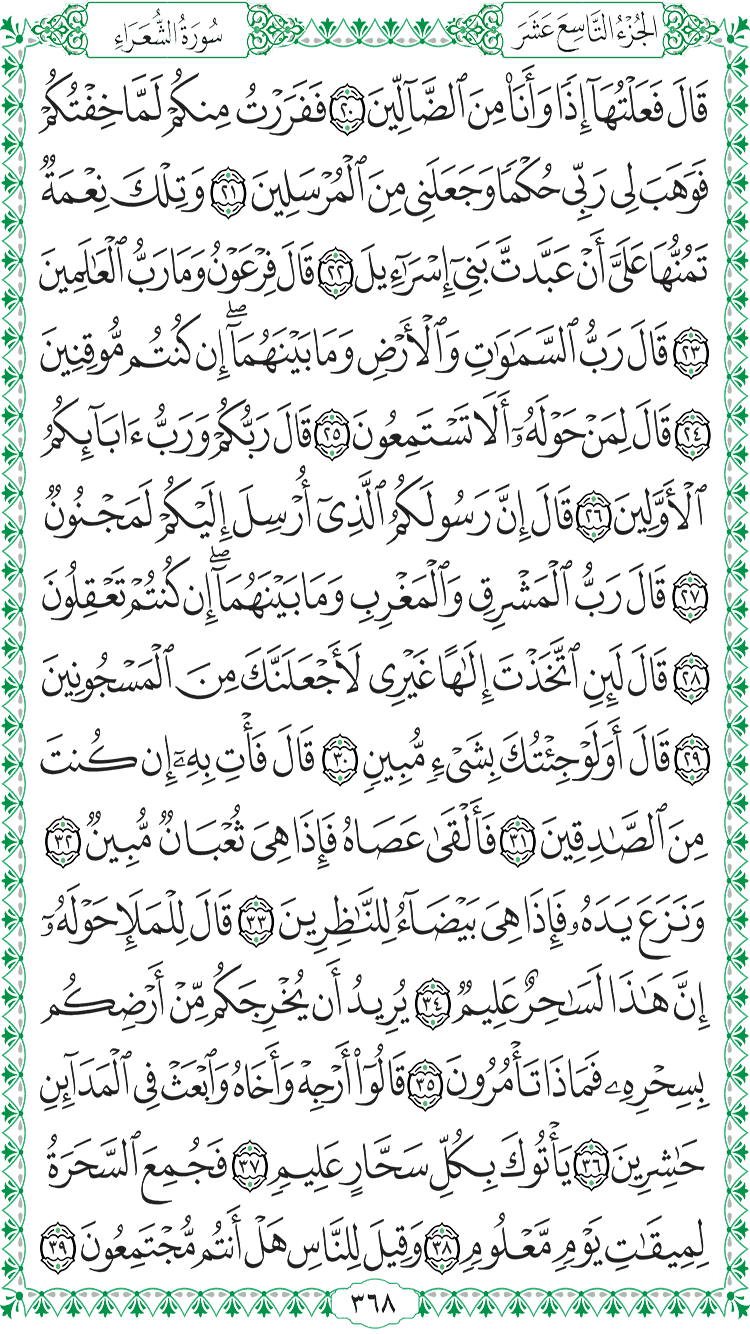 الجُزْءُ التَّاسِعَ عَشَرَ
سُورَةُ الشُّعَرَاءِ
قَالَ فَعَلْتُهَآ إِذًا وَأَنَا۠ مِنَ ٱلضَّآلِّينَ ٢٠ فَفَرَرْتُ مِنكُمْ لَمَّا خِفْتُكُمْ
فَوَهَبَ لِى رَبِّى حُكْمًا وَجَعَلَنِى مِنَ ٱلْمُرْسَلِينَ ٢١ وَتِلْكَ نِعْمَةٌ
تَمُنُّهَا عَلَىَّ أَنْ عَبَّدتَّ بَنِىٓ إِسْرَٰٓءِيلَ ٢٢ قَالَ فِرْعَوْنُ وَمَا رَبُّ ٱلْعَٰلَمِينَ
٢٣ قَالَ رَبُّ ٱلسَّمَٰوَٰتِ وَٱلْأَرْضِ وَمَا بَيْنَهُمَآ ۖ إِن كُنتُم مُّوقِنِينَ
٢٤ قَالَ لِمَنْ حَوْلَهُۥٓ أَلَا تَسْتَمِعُونَ ٢٥ قَالَ رَبُّكُمْ وَرَبُّ ءَابَآئِكُمُ
ٱلْأَوَّلِينَ ٢٦ قَالَ إِنَّ رَسُولَكُمُ ٱلَّذِىٓ أُرْسِلَ إِلَيْكُمْ لَمَجْنُونٌ
٢٧ قَالَ رَبُّ ٱلْمَشْرِقِ وَٱلْمَغْرِبِ وَمَا بَيْنَهُمَآ ۖ إِن كُنتُمْ تَعْقِلُونَ
٢٨ قَالَ لَئِنِ ٱتَّخَذْتَ إِلَٰهًا غَيْرِى لَأَجْعَلَنَّكَ مِنَ ٱلْمَسْجُونِينَ
٢٩ قَالَ أَوَلَوْ جِئْتُكَ بِشَىْءٍ مُّبِينٍ ٣٠ قَالَ فَأْتِ بِهِۦٓ إِن كُنتَ
مِنَ ٱلصَّٰدِقِينَ ٣١ فَأَلْقَىٰ عَصَاهُ فَإِذَا هِىَ ثُعْبَانٌ مُّبِينٌ ٣٢
وَنَزَعَ يَدَهُۥ فَإِذَا هِىَ بَيْضَآءُ لِلنَّٰظِرِينَ ٣٣ قَالَ لِلْمَلَإِ حَوْلَهُۥٓ
إِنَّ هَٰذَا لَسَٰحِرٌ عَلِيمٌ ٣٤ يُرِيدُ أَن يُخْرِجَكُم مِّنْ أَرْضِكُم
بِسِحْرِهِۦ فَمَاذَا تَأْمُرُونَ ٣٥ قَالُوٓا۟ أَرْجِهْ وَأَخَاهُ وَٱبْعَثْ فِى ٱلْمَدَآئِنِ
حَٰشِرِينَ ٣٦ يَأْتُوكَ بِكُلِّ سَحَّارٍ عَلِيمٍ ٣٧ فَجُمِعَ ٱلسَّحَرَةُ
لِمِيقَٰتِ يَوْمٍ مَّعْلُومٍ ٣٨ وَقِيلَ لِلنَّاسِ هَلْ أَنتُم مُّجْتَمِعُونَ ٣٩
٣٦٨